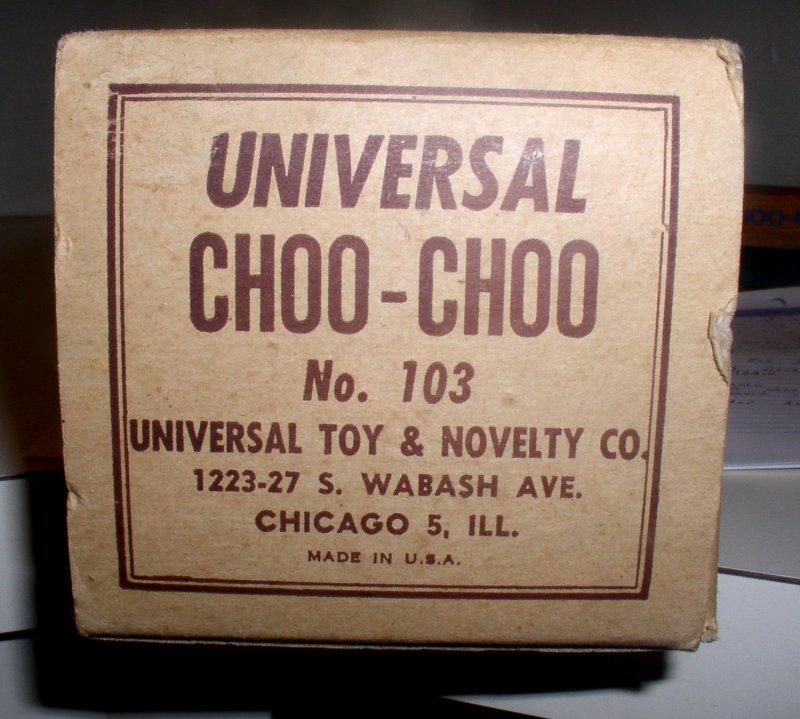 UNIVERSAL
CHOO-CHOO
No. 103
UNIVERSAL TOY & NOVELTY CO.
1223-27 S. WABASH AVE.
CHICAGO 5, ILL.
MADE IN U.S.A.